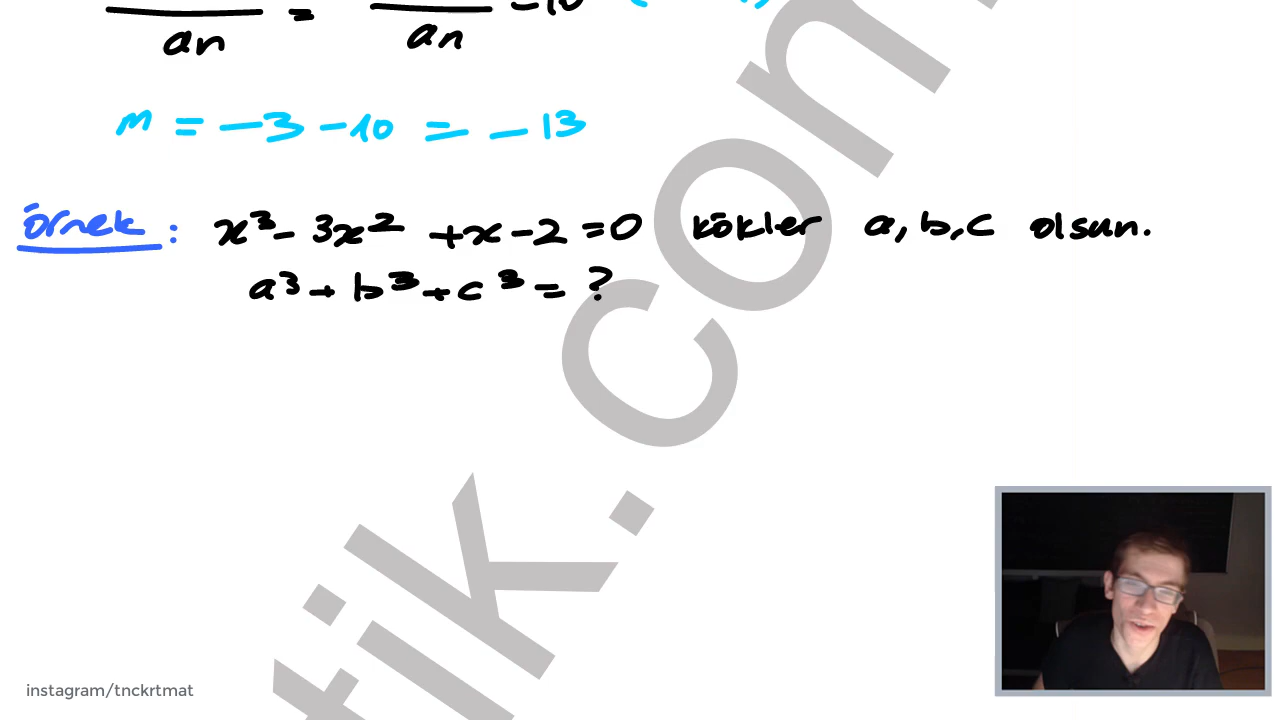 an = an = 10
m = -3 - 10 = -13
örnek : x³ - 3x² + x - 2 = 0 kökler a, b, c olsun.
a³ + b³ + c³ = ?
tik.com
instagram/tnckrtmat